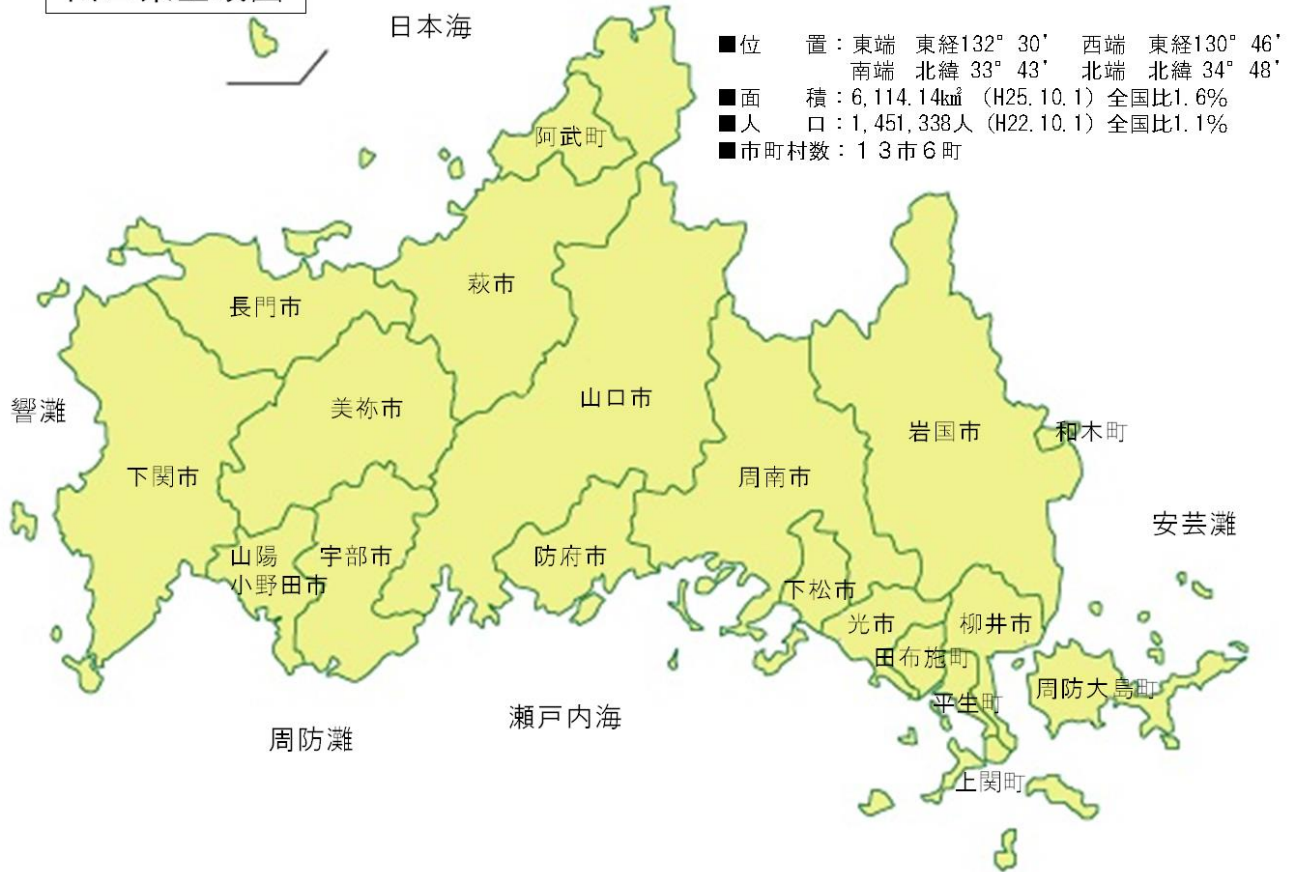 日本海
■位　　置：東端　東経132°30'　西端　東経130°46'
南端　北緯 33°43'　北端　北緯 34°48'
■面　　積：6,114.14k㎡ （H25.10.1）全国比1.6%
■人　　口：1,451,338人（H22.10.1）全国比1.1%
■市町村数：１３市６町
阿武町
萩市
長門市
美祢市
山口市
響灘
下関市
岩国市
和木町
周南市
安芸灘
山陽
小野田市
宇部市
防府市
下松市
光市
柳井市
田布施町
周防大島町
平生町
瀬戸内海
周防灘
上関町